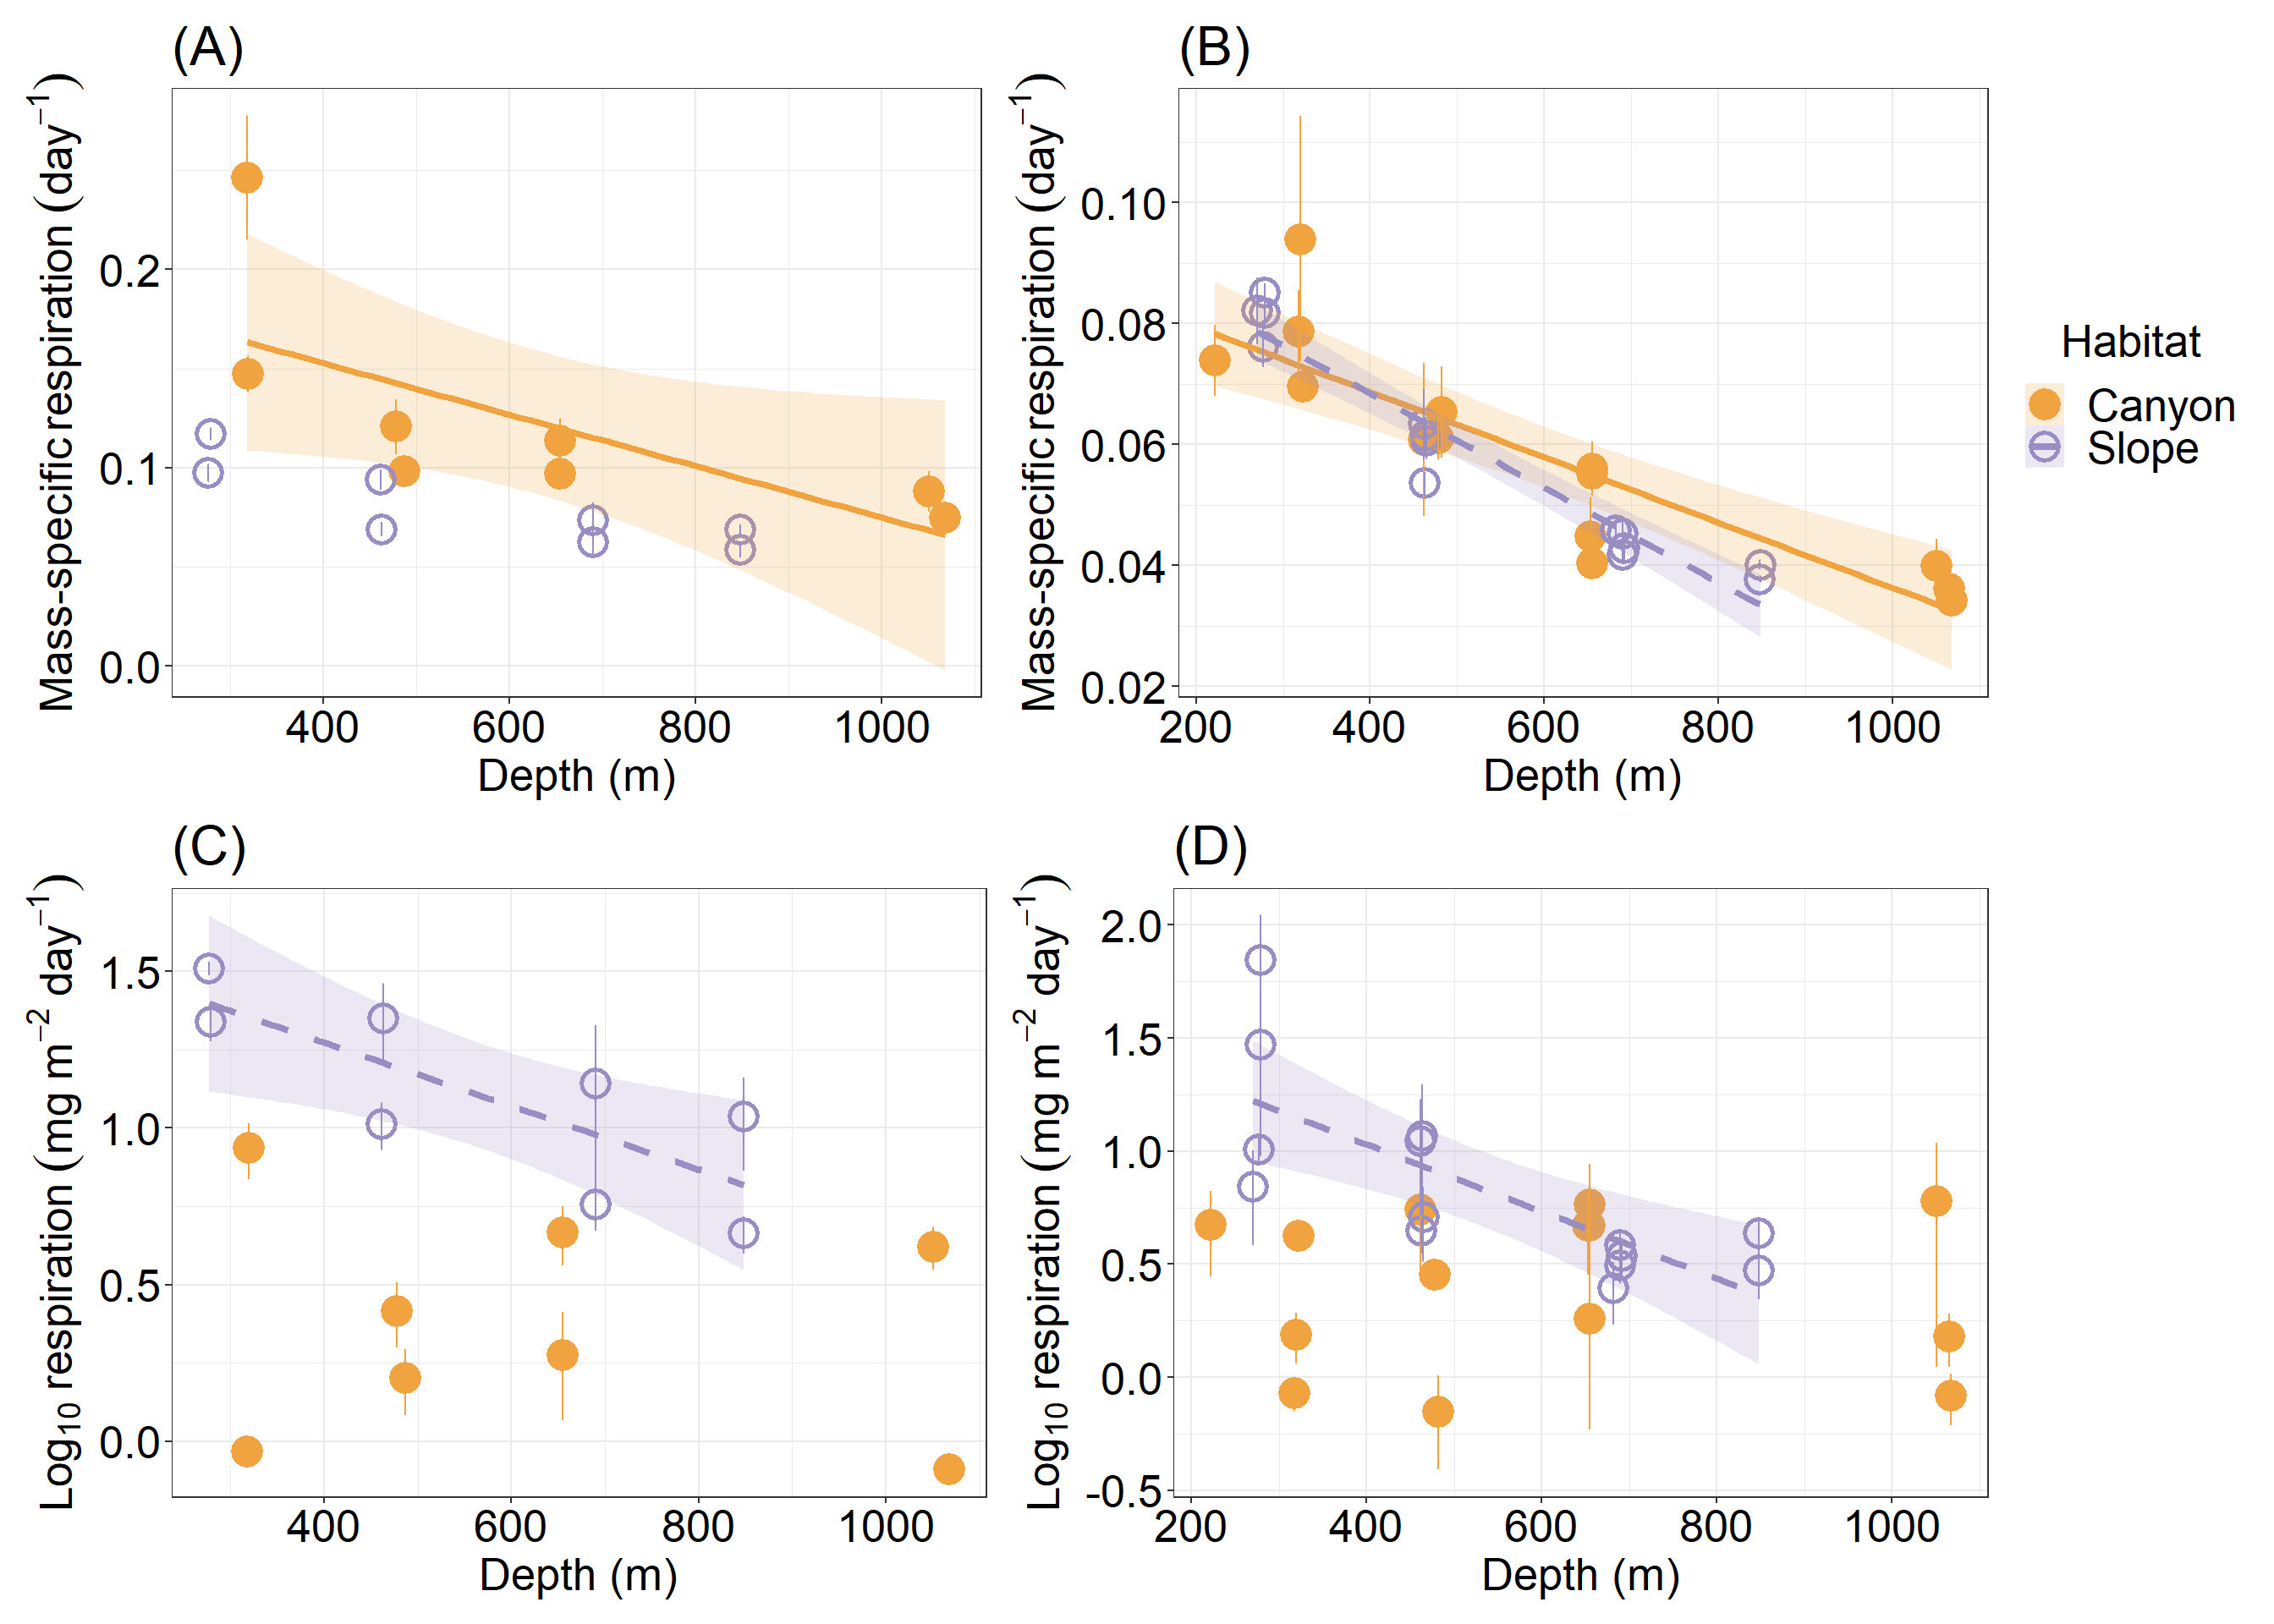 (A)
Mass-specific respiration (day⁻¹)
0.2
0.1
0.0
400 600 800 1000
Depth (m)
(B)
Mass-specific respiration (day⁻¹)
0.10
0.08
0.06
0.04
0.02
200 400 600 800 1000
Depth (m)
Habitat
Canyon
Slope
(C)
Log₁₀ respiration (mg m⁻² day⁻¹)
1.5
1.0
0.5
0.0
400 600 800 1000
Depth (m)
(D)
Log₁₀ respiration (mg m⁻² day⁻¹)
2.0
1.5
1.0
0.5
0.0
-0.5
200 400 600 800 1000
Depth (m)